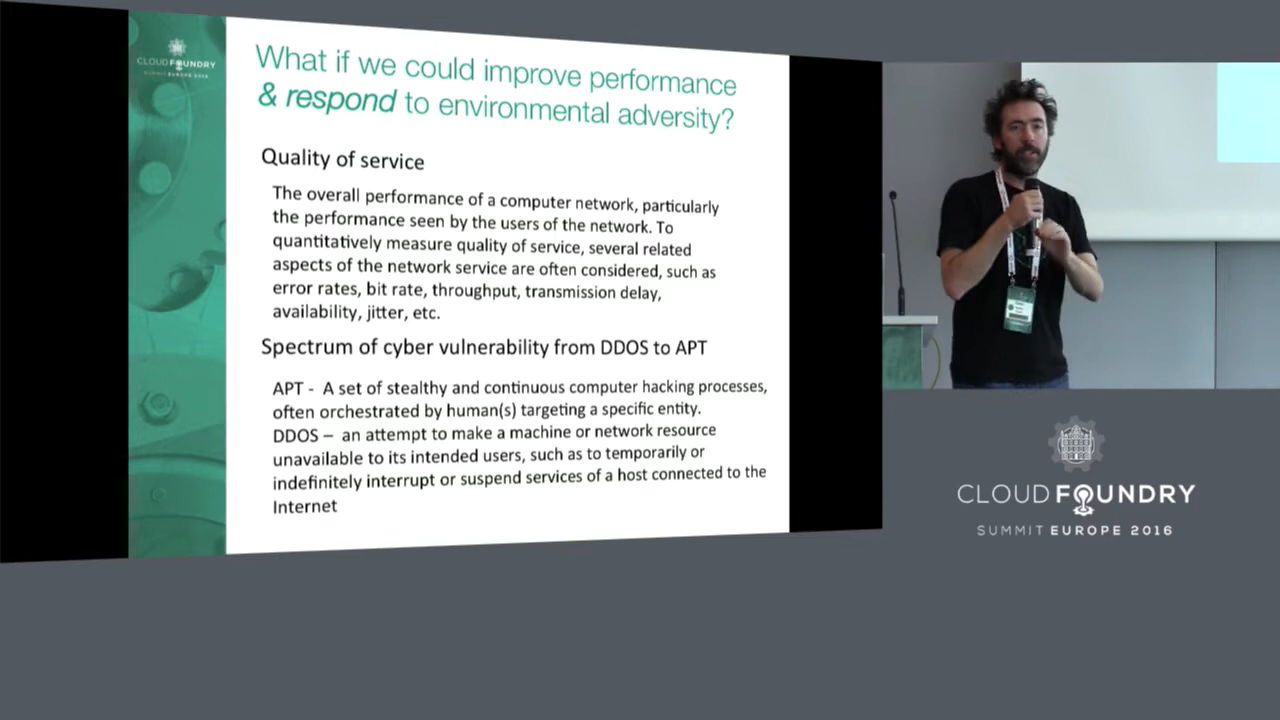 CLOUDFOUNDRY
SUMMIT EUROPE 2016
What if we could improve performance
& respond to environmental adversity?
Quality of service
The overall performance of a computer network, particularly
the performance seen by the users of the network. To
quantitatively measure quality of service, several related
aspects of the network service are often considered, such as
error rates, bit rate, throughput, transmission delay,
availability, jitter, etc.
Spectrum of cyber vulnerability from DDOS to APT
APT - A set of stealthy and continuous computer hacking processes,
often orchestrated by human(s) targeting a specific entity.
DDOS – an attempt to make a machine or network resource
unavailable to its intended users, such as to temporarily or
indefinitely interrupt or suspend services of a host connected to the
Internet
CLOUD FOUNDRY
SUMMIT EUROPE 2016